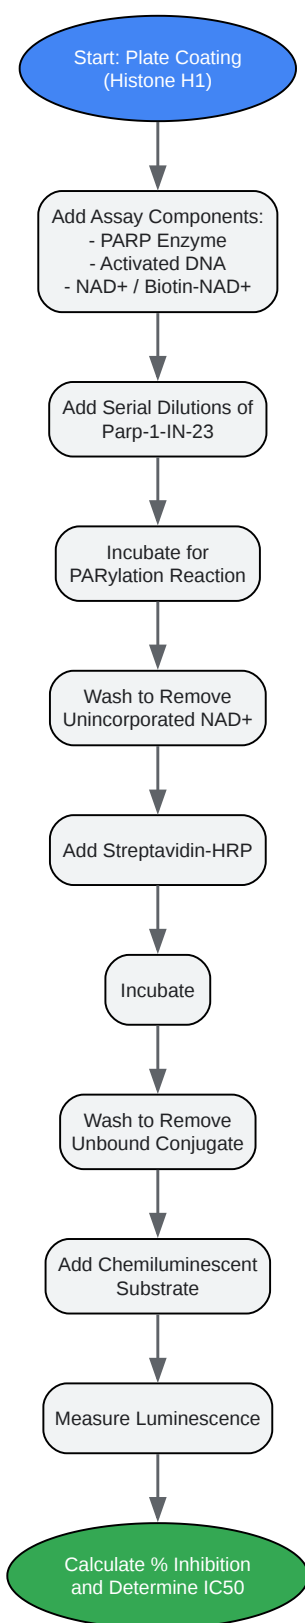 Start: Plate Coating
(Histone H1)
Add Assay Components:
- PARP Enzyme
- Activated DNA
- NAD+ / Biotin-NAD+
Add Serial Dilutions of
Parp-1-IN-23
Incubate for
PARylation Reaction
Wash to Remove
Unincorporated NAD+
Add Streptavidin-HRP
Incubate
Wash to Remove
Unbound Conjugate
Add Chemiluminescent
Substrate
Measure Luminescence
Calculate % Inhibition
and Determine IC50